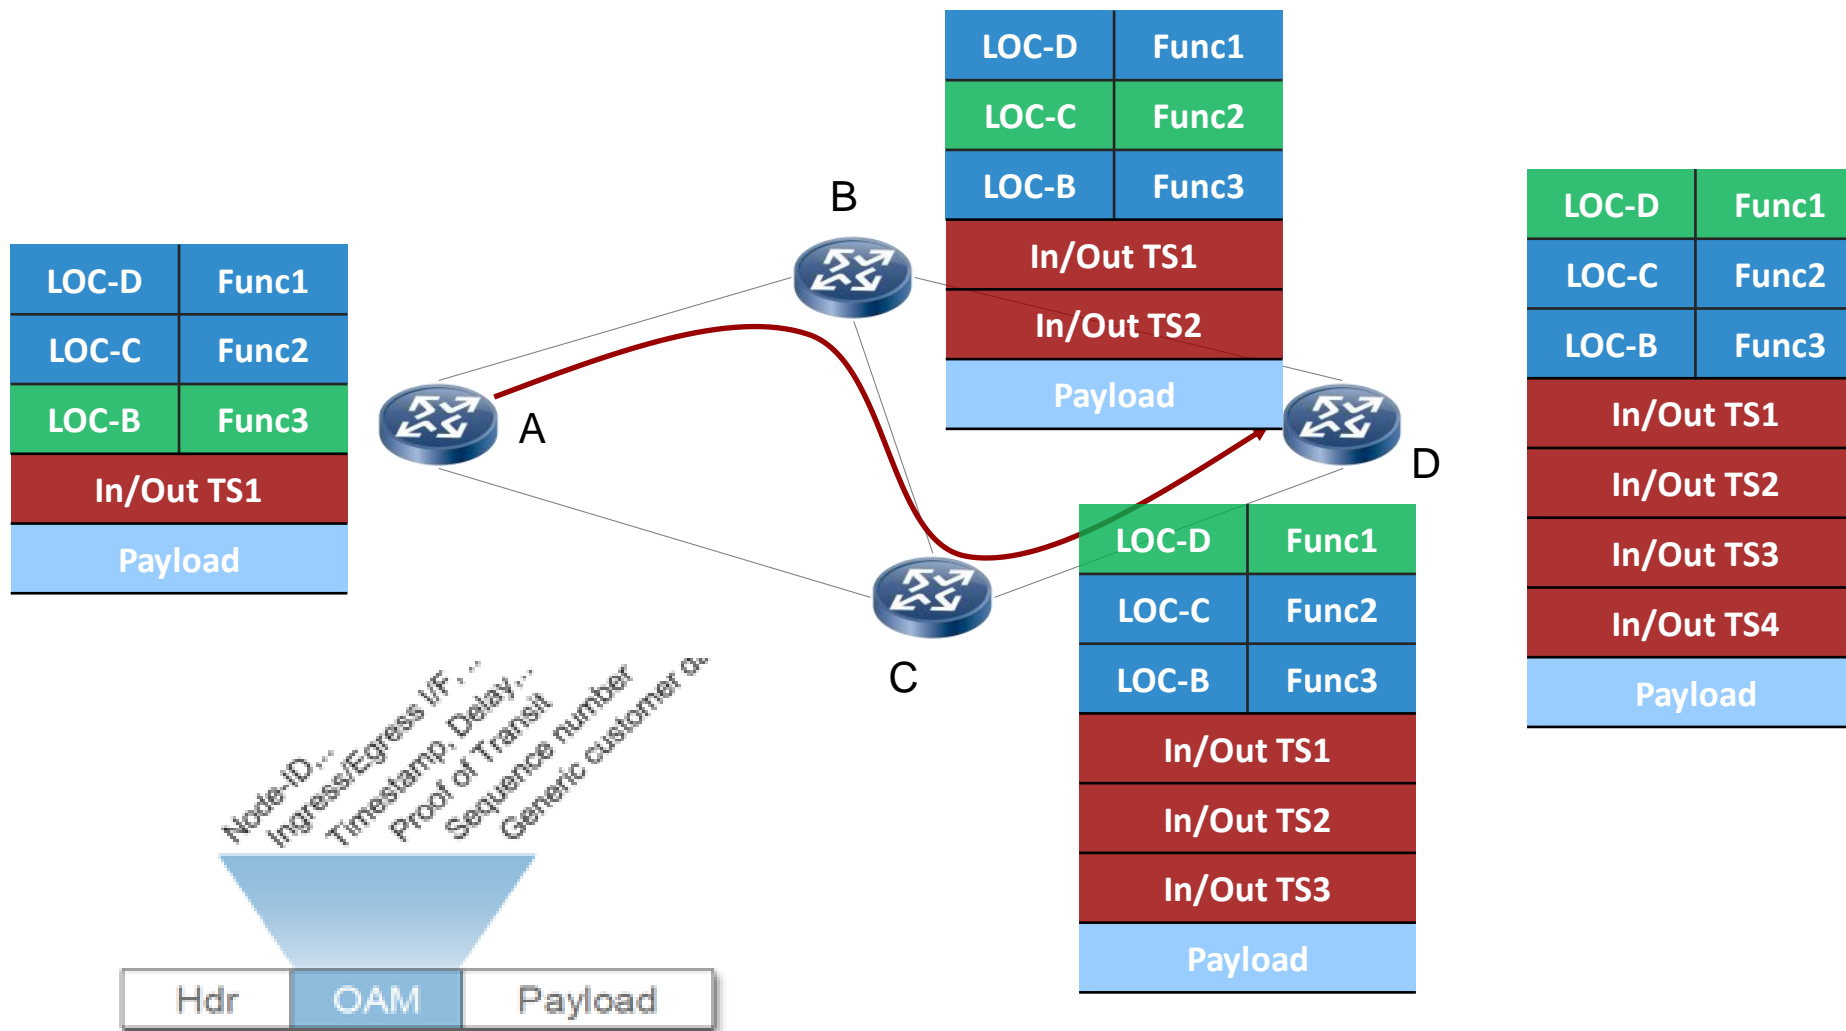 LOC-D Func1
LOC-C Func2
LOC-B Func3
In/Out TS1
Payload
A
B
LOC-D Func1
LOC-C Func2
LOC-B Func3
In/Out TS1
In/Out TS2
Payload
C
LOC-D Func1
LOC-C Func2
LOC-B Func3
In/Out TS1
In/Out TS2
In/Out TS3
Payload
D
LOC-D Func1
LOC-C Func2
LOC-B Func3
In/Out TS1
In/Out TS2
In/Out TS3
In/Out TS4
Payload
Node-ID,..
Ingress/Egress I/F, ..
Timestamp, Delay,..
Proof of Transit
Sequence number
Generic customer
Hdr OAM Payload